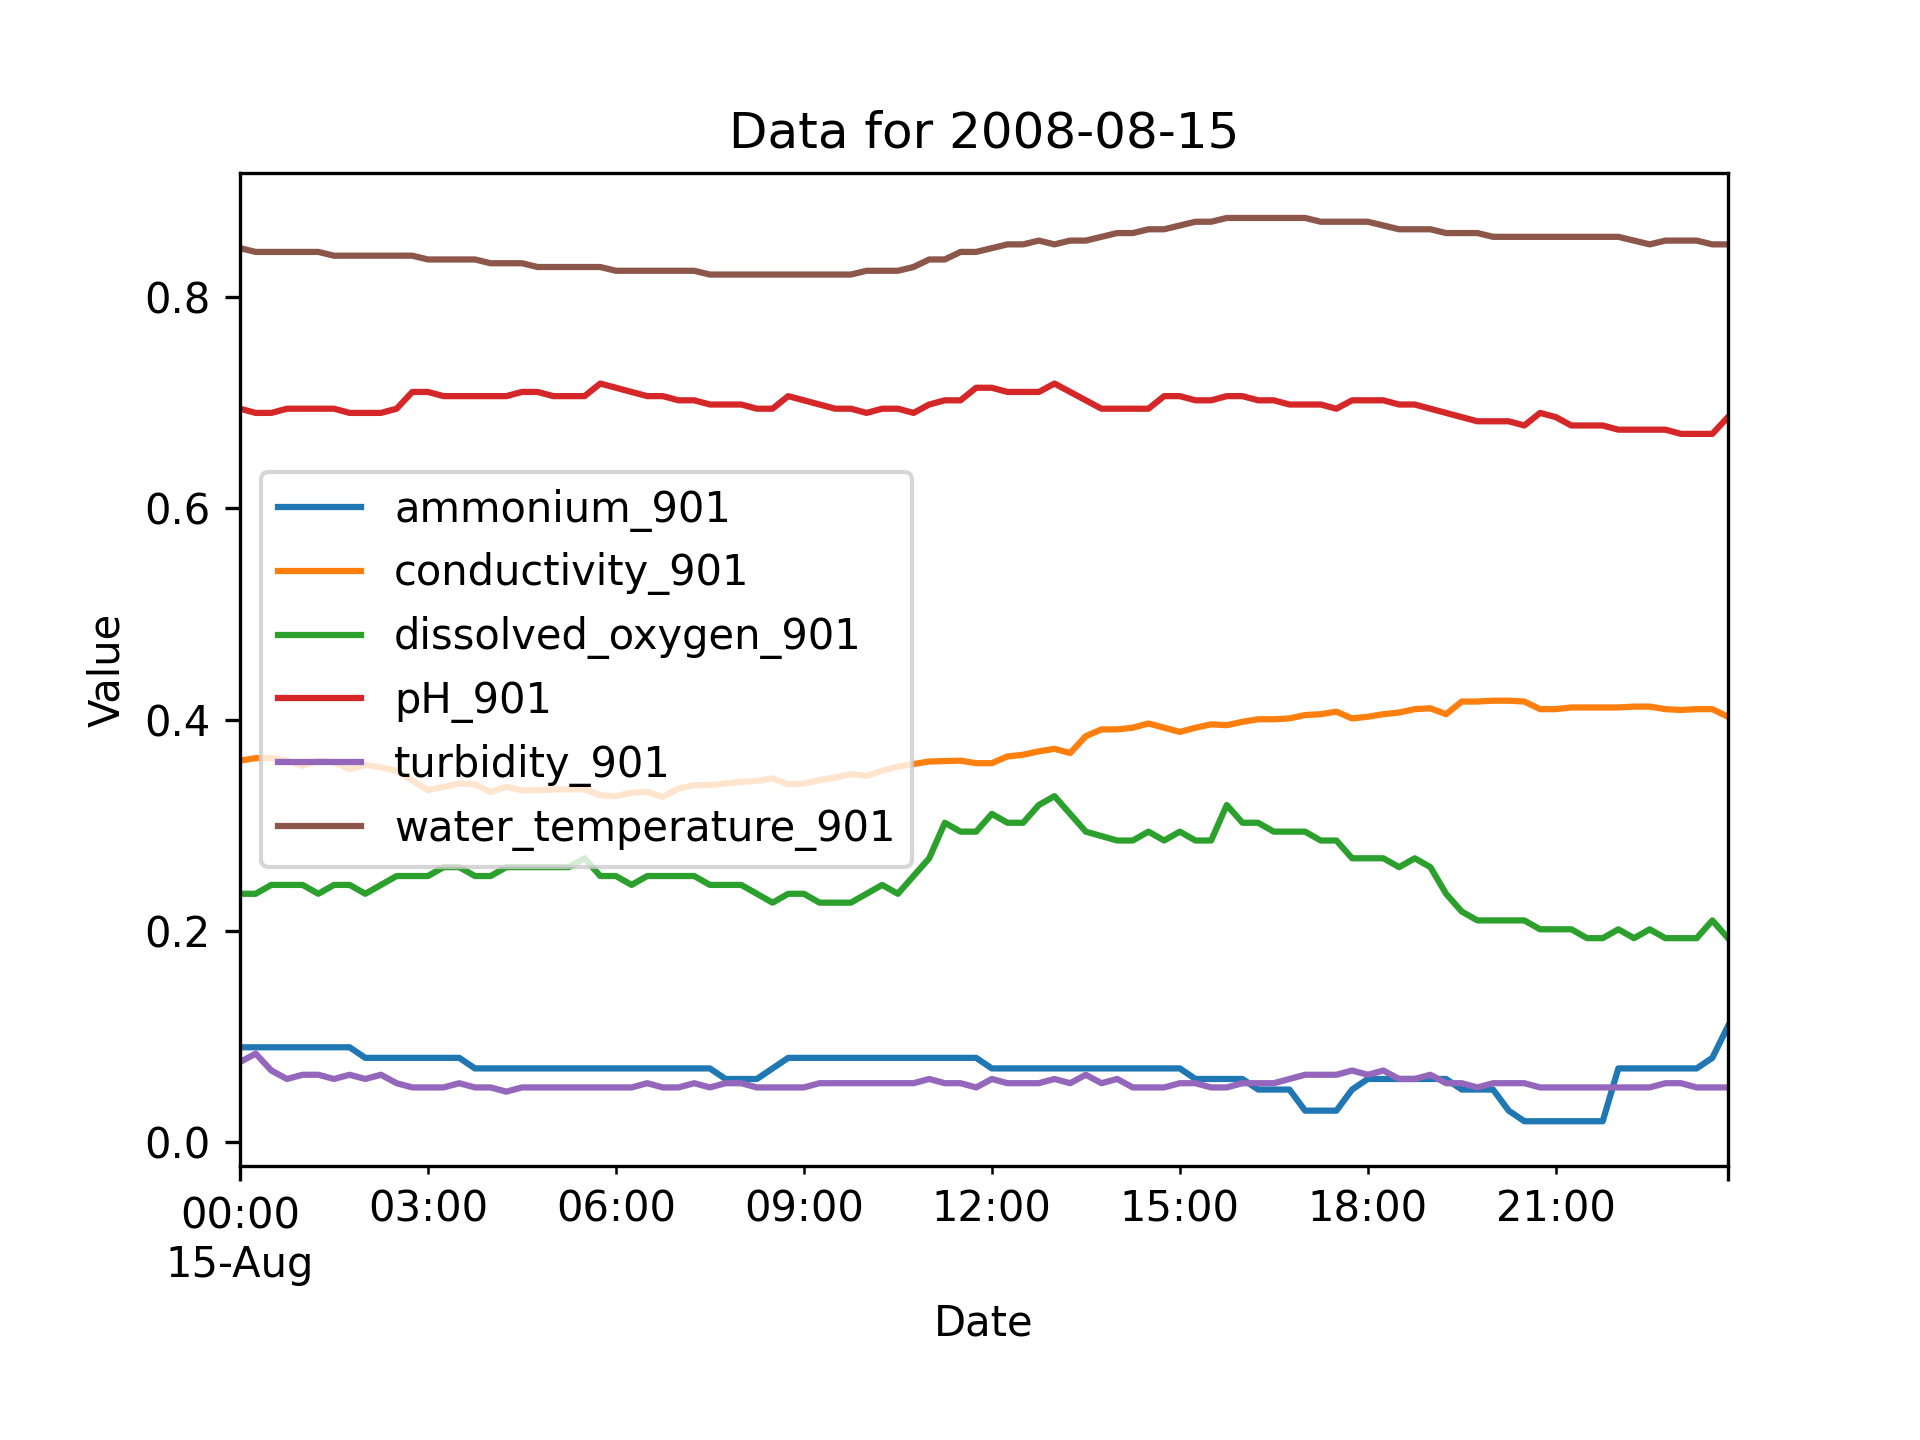 Data for 2008-08-15
Value
0.8
0.6
0.4
0.2
0.0
ammonium_901
conductivity_901
dissolved_oxygen_901
pH_901
turbidity_901
water_temperature_901
00:00 03:00 06:00 09:00 12:00 15:00 18:00 21:00
15-Aug
Date